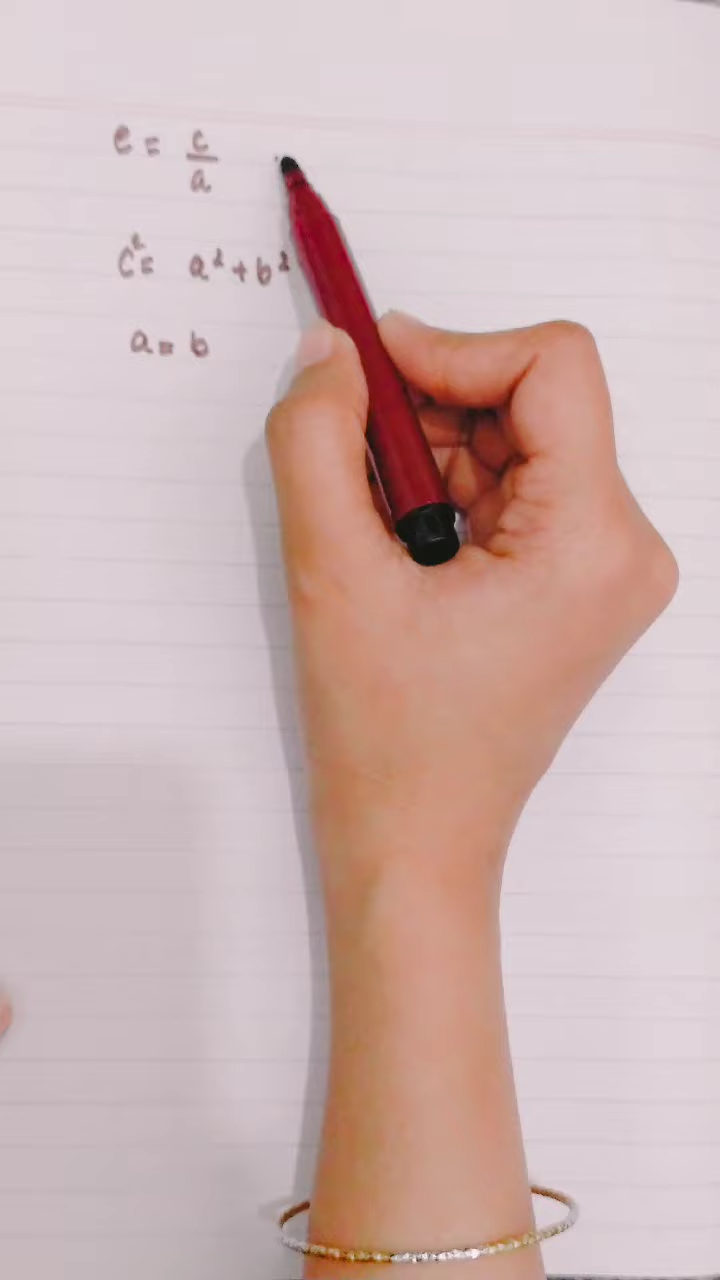 e = c/a
c² = a² + b²
a = b